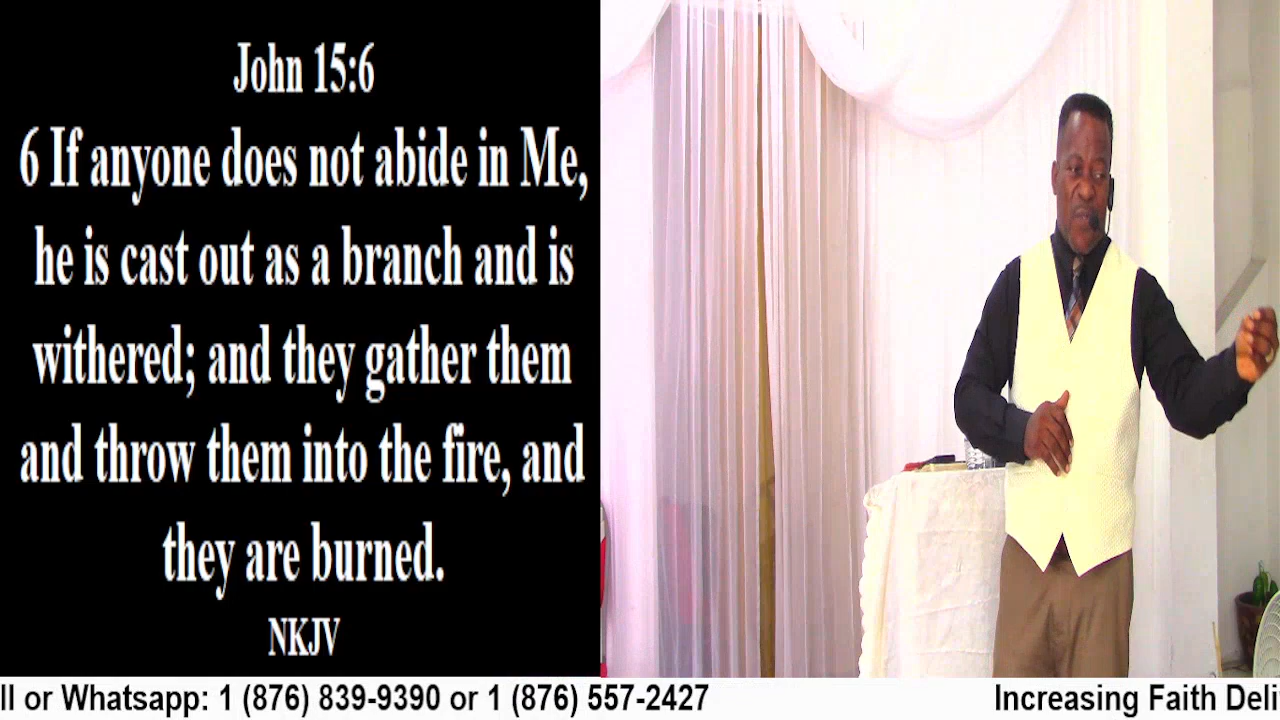 John 15:6
6 If anyone does not abide in Me,
he is cast out as a branch and is
withered; and they gather them
and throw them into the fire, and
they are burned.
NKJV
ll or Whatsapp: 1 (876) 839-9390 or 1 (876) 557-2427 Increasing Faith Deli